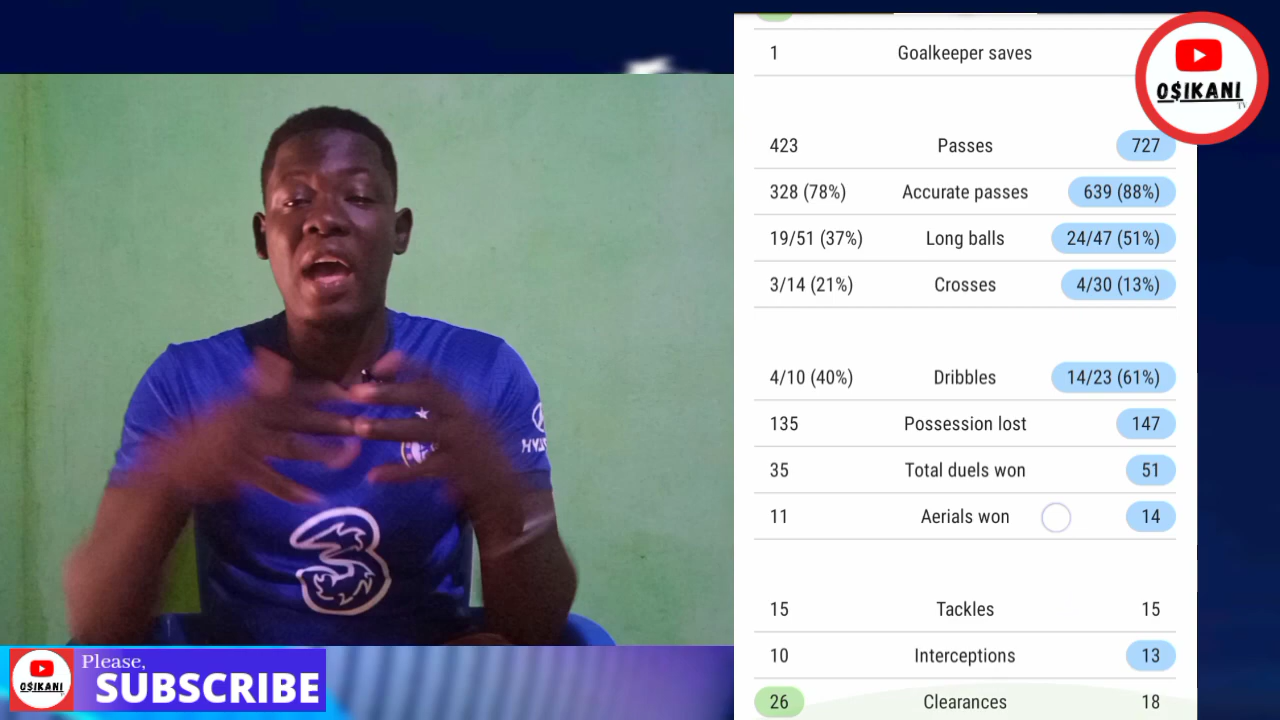 1 Goalkeeper saves
O$IKANI
TV
423 Passes 727
328 (78%) Accurate passes 639 (88%)
19/51 (37%) Long balls 24/47 (51%)
3/14 (21%) Crosses 4/30 (13%)
4/10 (40%) Dribbles 14/23 (61%)
135 Possession lost 147
35 Total duels won 51
11 Aerials won 14
15 Tackles 15
10 Interceptions 13
26 Clearances 18
3
Please,
SUBSCRIBE
O$IKANI